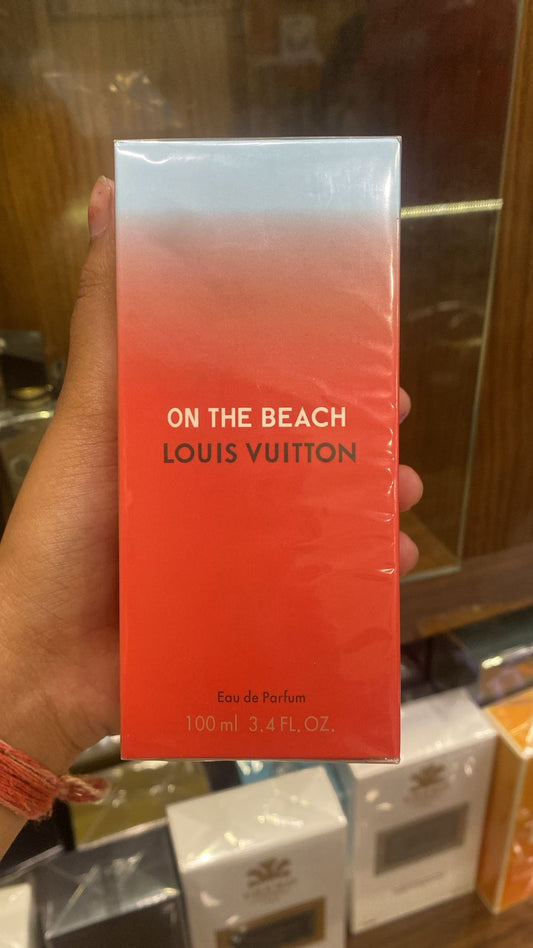 ON THE BEACH
LOUIS VUITTON
Eau de Parfum
100 ml 3.4 FL. OZ.